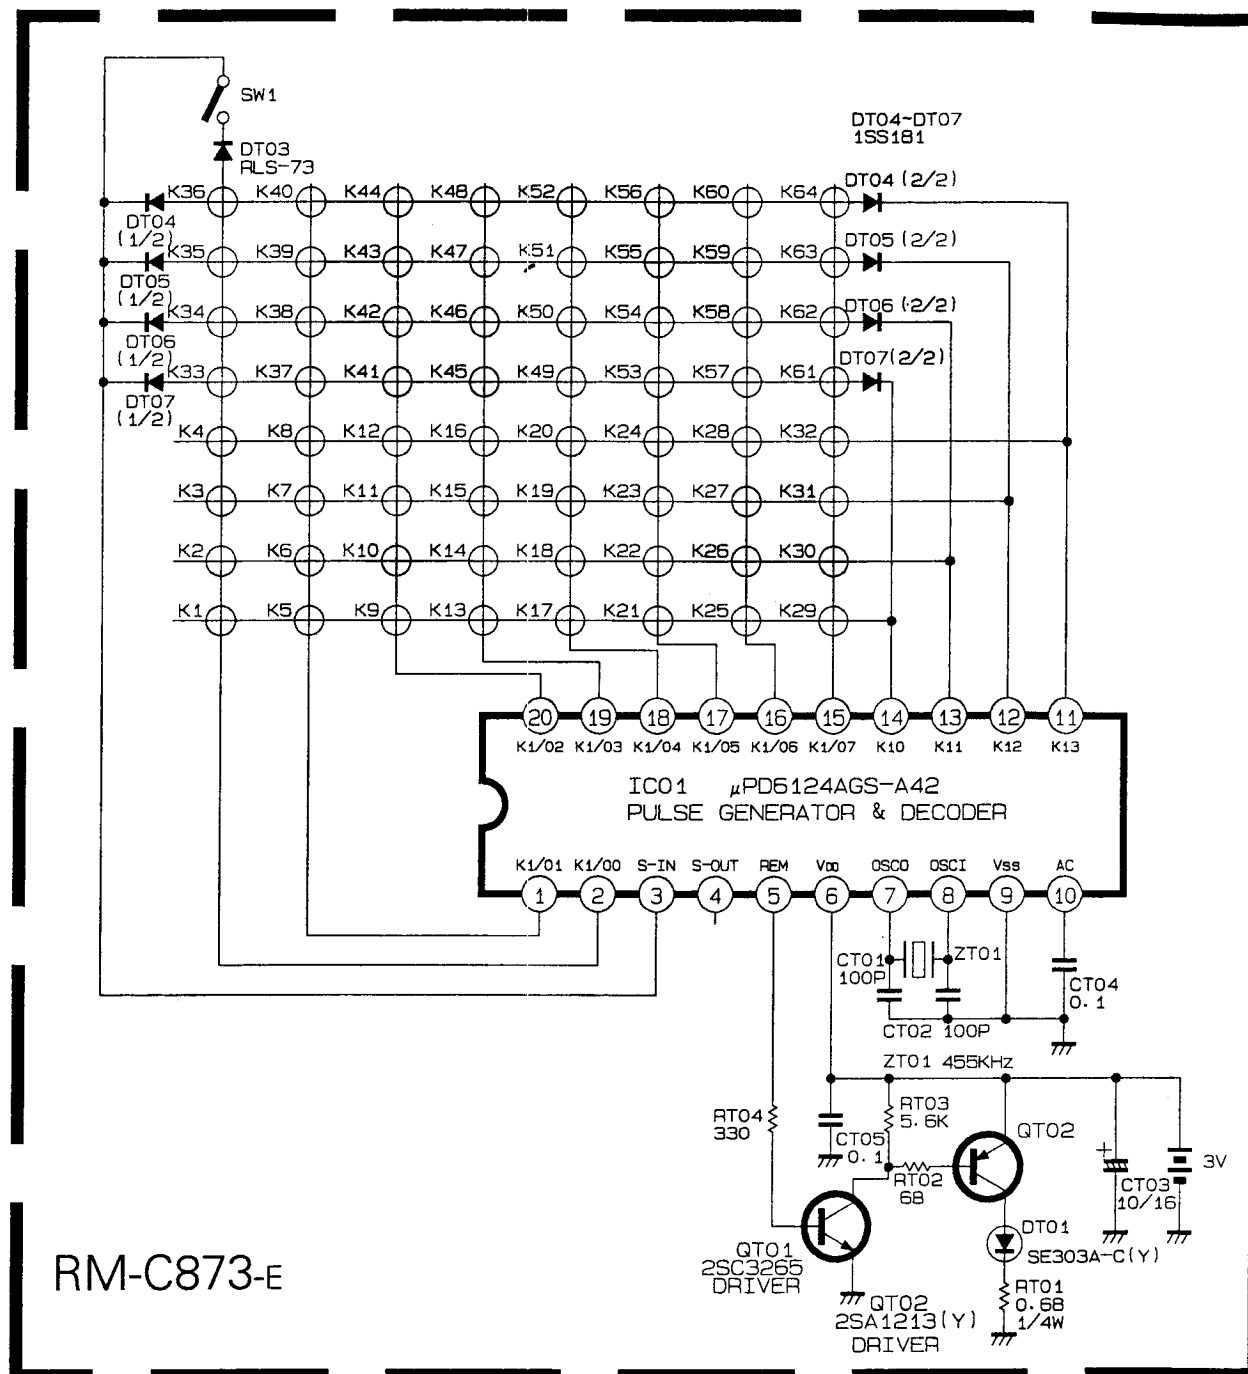 SW1
DT03
RLS-73
DT04~DT07
1SS181
K36 K40 K44 K48 K52 K56 K60 K64 DT04 (2/2)
DT04
(1/2)
K35 K39 K43 K47 K51 K55 K59 K63 DT05 (2/2)
DT05
(1/2)
K34 K38 K42 K46 K50 K54 K58 K62 DT06 (2/2)
DT06
(1/2)
K33 K37 K41 K45 K49 K53 K57 K61 DT07(2/2)
DT07
(1/2)
K4 K8 K12 K16 K20 K24 K28 K32
K3 K7 K11 K15 K19 K23 K27 K31
K2 K6 K10 K14 K18 K22 K26 K30
K1 K5 K9 K13 K17 K21 K25 K29
20 19 18 17 16 15 14 13 12 11
K1/02 K1/03 K1/04 K1/05 K1/06 K1/07 K10 K11 K12 K13
IC01 μPD6124AGS-A42
PULSE GENERATOR & DECODER
K1/01 K1/00 S-IN S-OUT REM VDD OSCO OSCI Vss AC
1 2 3 4 5 6 7 8 9 10
CT01
100P
ZT01
CT04
0.1
CT02 100P
ZT01 455KHz
RT04
330
CT05
0.1
RT03
5.6K
RT02
68
QT02
+
CT03
10/16
3V
QT01
2SC3265
DRIVER
DT01
SE303A-C(Y)
RT01
0.68
1/4W
QT02
2SA1213(Y)
DRIVER
RM-C873-E